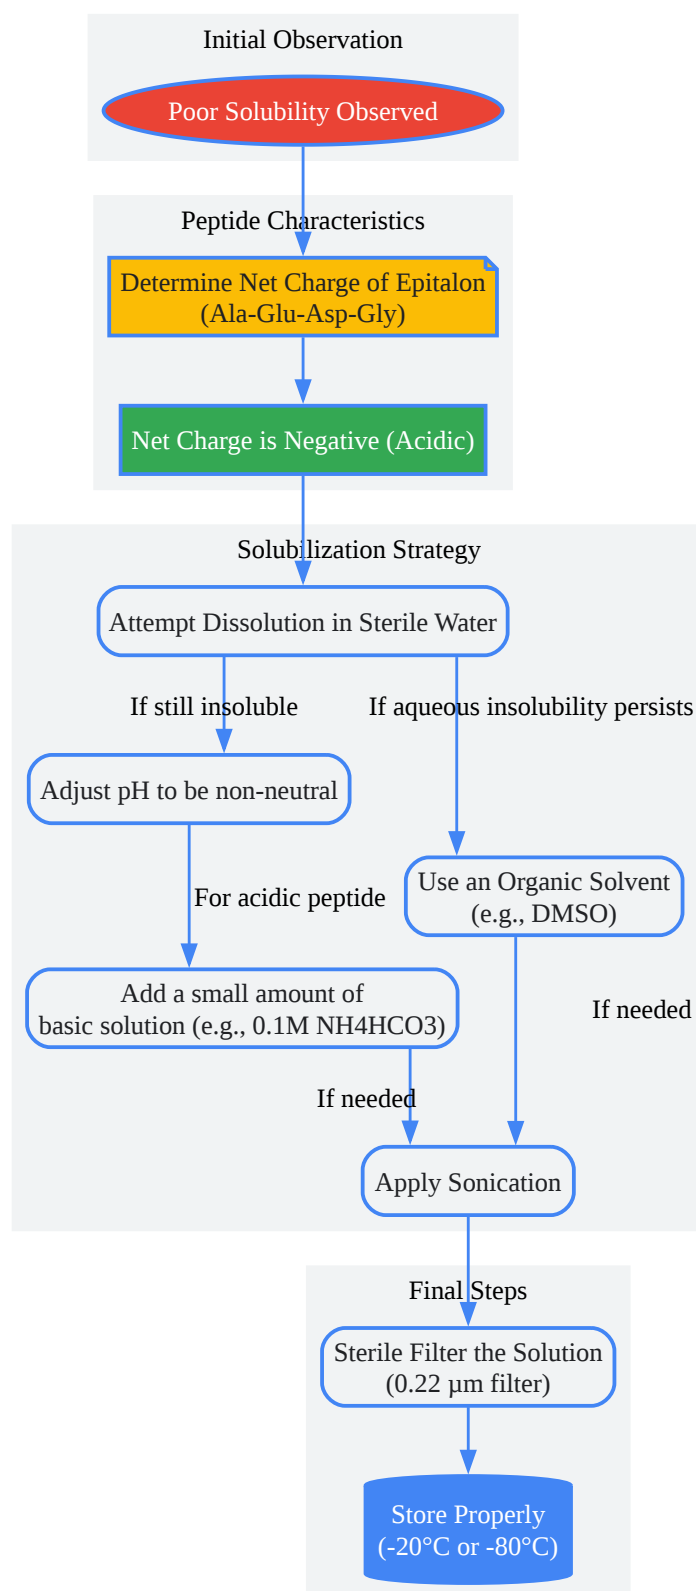 Initial Observation
Poor Solubility Observed
Peptide Characteristics
Determine Net Charge of Epitalon
(Ala-Glu-Asp-Gly)
Net Charge is Negative (Acidic)
Solubilization Strategy
Attempt Dissolution in Sterile Water
If still insoluble
If aqueous insolubility persists
Adjust pH to be non-neutral
Use an Organic Solvent
(e.g., DMSO)
For acidic peptide
Add a small amount of
basic solution (e.g., 0.1M NH4HCO3)
If needed
If needed
Apply Sonication
Final Steps
Sterile Filter the Solution
(0.22 µm filter)
Store Properly
(-20°C or -80°C)